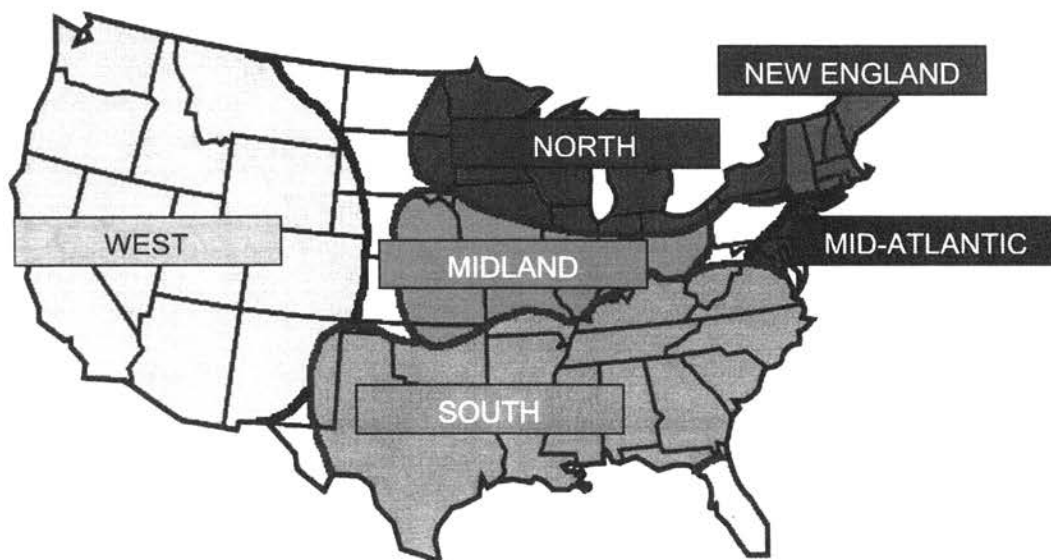 NEW ENGLAND
NORTH
WEST
MID-ATLANTIC
MIDLAND
SOUTH